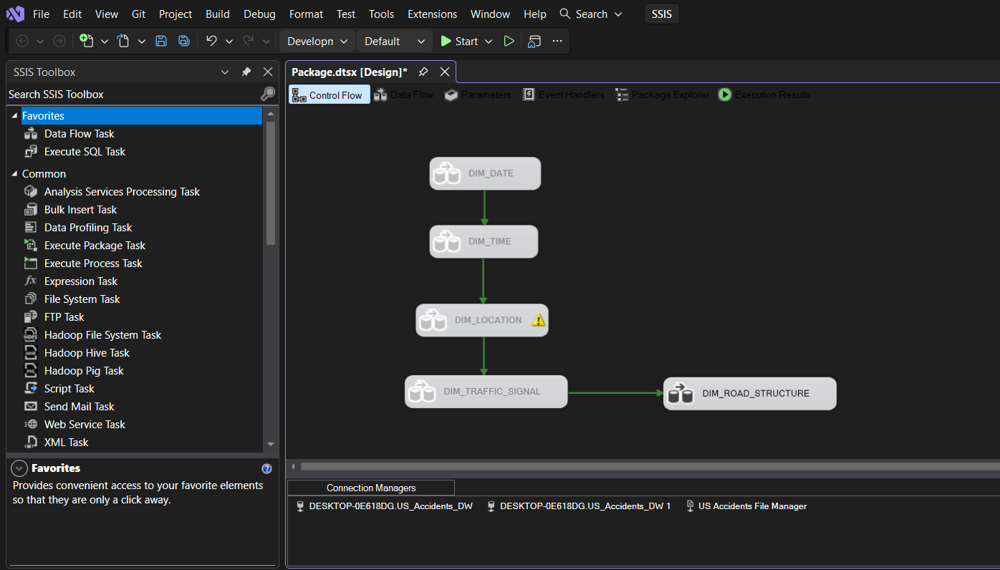 File Edit View Git Project Build Debug Format Test Tools Extensions Window Help Search SSIS
Developn Default Start
SSIS Toolbox
Search SSIS Toolbox
Favorites
Data Flow Task
Execute SQL Task
Common
Analysis Services Processing Task
Bulk Insert Task
Data Profiling Task
Execute Package Task
Execute Process Task
Expression Task
File System Task
FTP Task
Hadoop File System Task
Hadoop Hive Task
Hadoop Pig Task
Script Task
Send Mail Task
Web Service Task
XML Task
Favorites
Provides convenient access to your favorite elements
so that they are only a click away.
Package.dtsx [Design]*
Control Flow Data Flow Parameters Event Handlers Package Explorer Execution Results
DIM_DATE
DIM_TIME
DIM_LOCATION
DIM_TRAFFIC_SIGNAL
DIM_ROAD_STRUCTURE
Connection Managers
DESKTOP-0E618DG.US_Accidents_DW DESKTOP-0E618DG.US_Accidents_DW 1 US Accidents File Manager